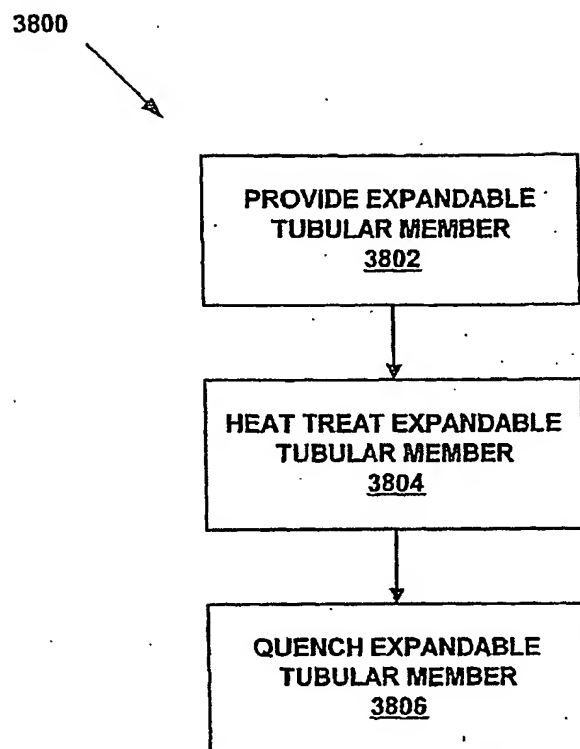 3800
PROVIDE EXPANDABLE
TUBULAR MEMBER
3802
HEAT TREAT EXPANDABLE
TUBULAR MEMBER
3804
QUENCH EXPANDABLE
TUBULAR MEMBER
3806